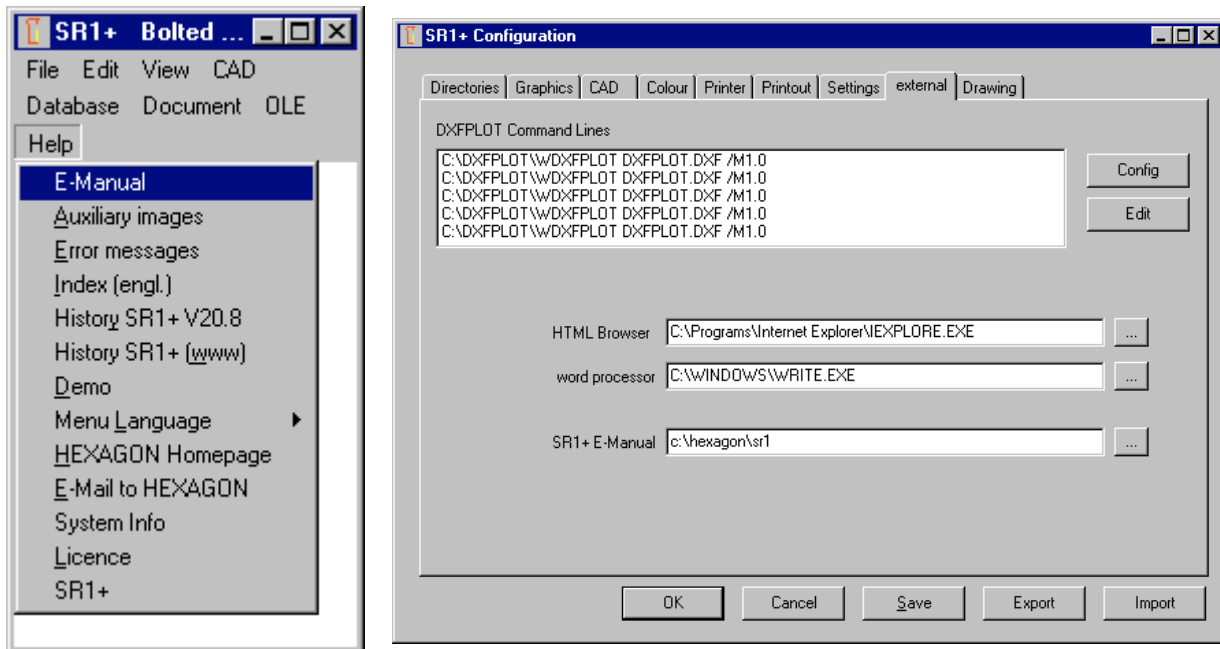 SR1+ Bolted ...
File Edit View CAD
Database Document OLE
Help
E-Manual
Auxiliary images
Error messages
Index (engl.)
History SR1+ V20.8
History SR1+ (www)
Demo
Menu Language
HEXAGON Homepage
E-Mail to HEXAGON
System Info
Licence
SR1+
SR1+ Configuration
Directories Graphics CAD Colour Printer Printout Settings external Drawing
DXFPLOT Command Lines
C:\DXFPLOT\WDXFPLOT DXFPLOT.DXF /M1.0
C:\DXFPLOT\WDXFPLOT DXFPLOT.DXF /M1.0
C:\DXFPLOT\WDXFPLOT DXFPLOT.DXF /M1.0
C:\DXFPLOT\WDXFPLOT DXFPLOT.DXF /M1.0
C:\DXFPLOT\WDXFPLOT DXFPLOT.DXF /M1.0
Config
Edit
HTML Browser C:\Programs\Internet Explorer\IEXPLORE.EXE ...
word processor C:\WINDOWS\WRITE.EXE ...
SR1+ E-Manual c:\hexagon\sr1 ...
OK Cancel Save Export Import